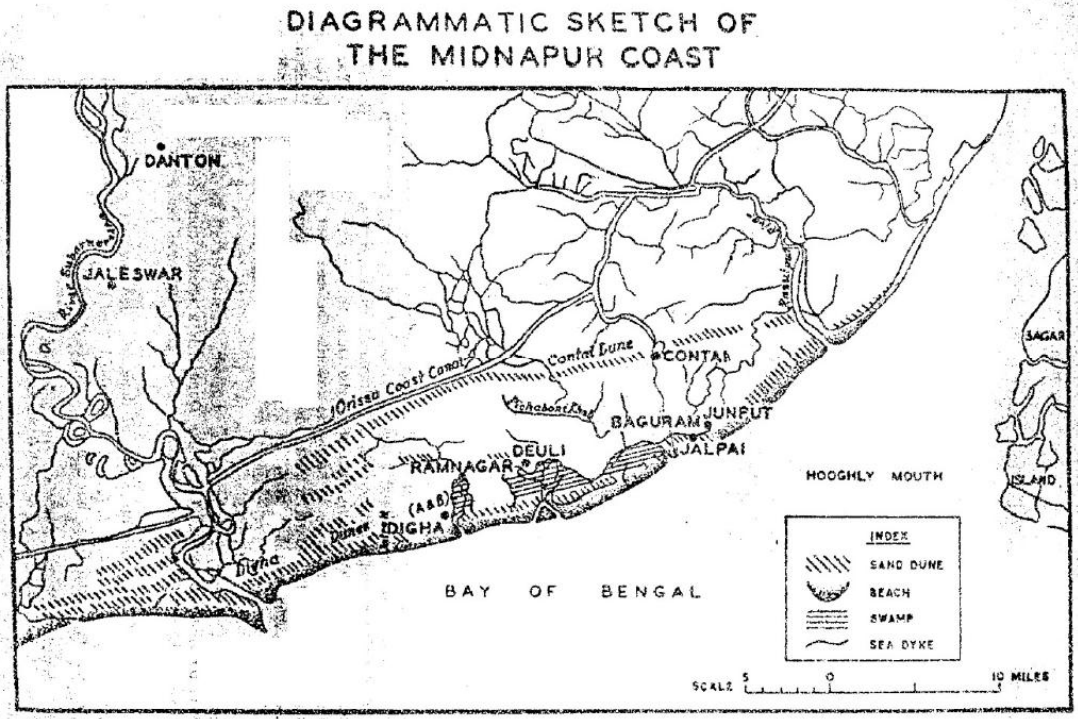 DIAGRAMMATIC SKETCH OF
THE MIDNAPUR COAST
DANTON
JALESWAR
River
SAGAR
ISLAND
Contai Dune
CONTAI
Orissa Coast Canal
BAGURAM
JUNPUT
JALPAI
DEULI
RAMNAGAR
(A & B)
DIGHA
Dunes
Digha
HOOGHLY MOUTH
BAY OF BENGAL
INDEX
SAND DUNE
BEACH
SWAMP
SEA DYKE
SCALE 5 0 10 MILES